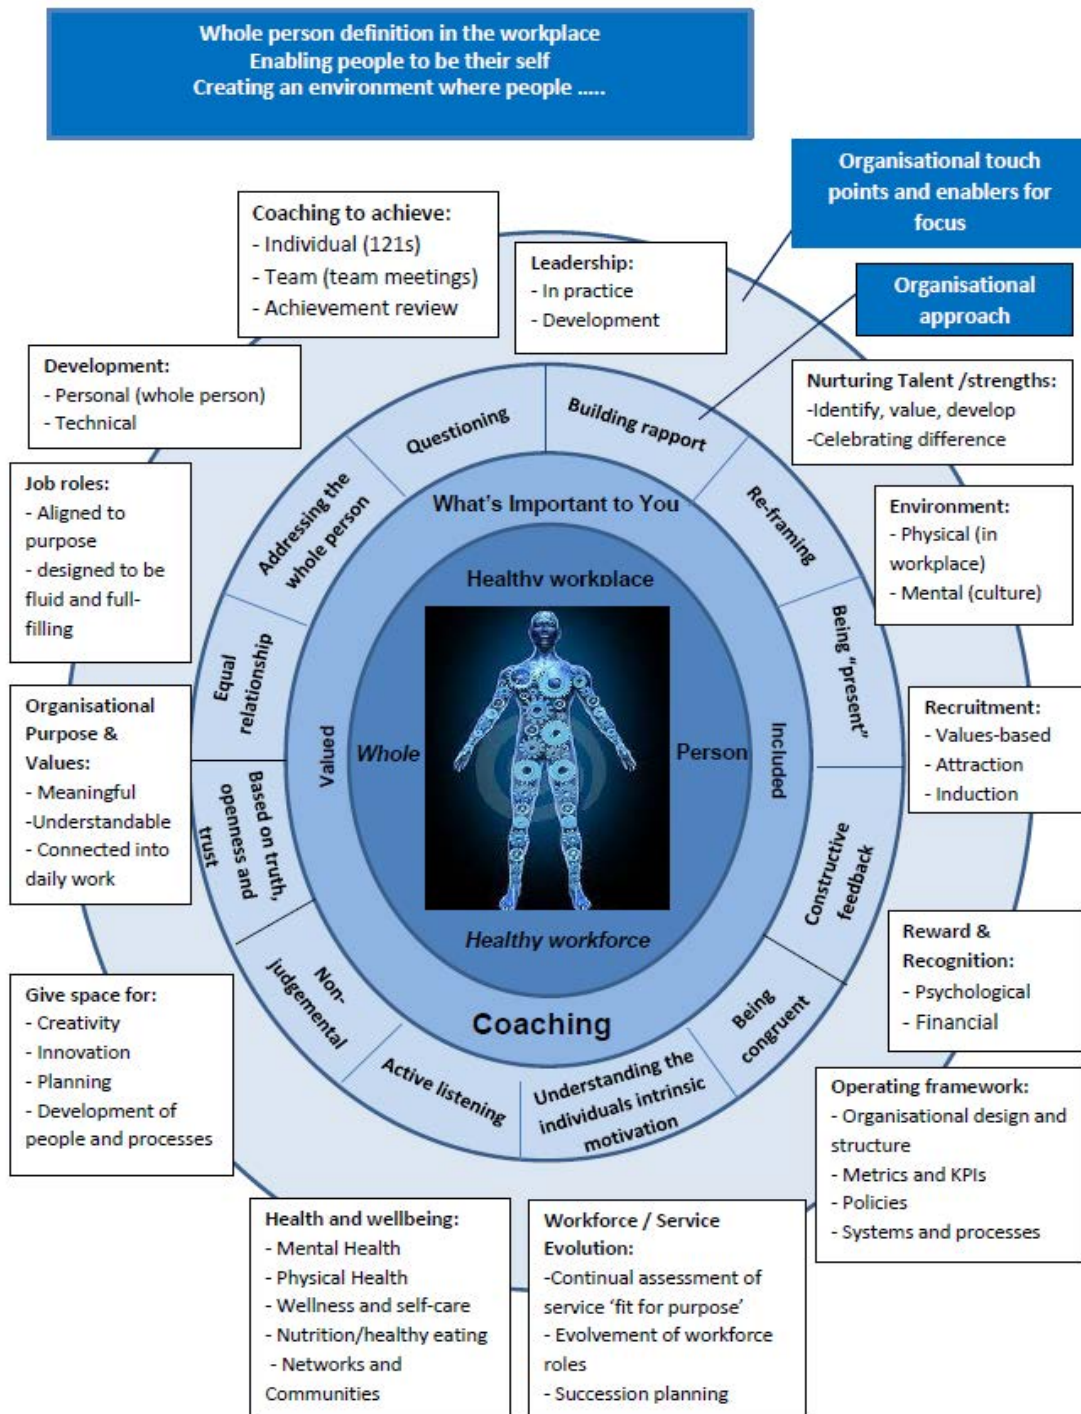 Whole person definition in the workplace
Enabling people to be their self
Creating an environment where people .....
Organisational touch
points and enablers for
focus
Organisational
approach
Coaching to achieve:
- Individual (121s)
- Team (team meetings)
- Achievement review
Leadership:
- In practice
- Development
Nurturing Talent /strengths:
-Identify, value, develop
-Celebrating difference
Environment:
- Physical (in
workplace)
- Mental (culture)
Recruitment:
- Values-based
- Attraction
- Induction
Reward &
Recognition:
- Psychological
- Financial
Operating framework:
- Organisational design and
structure
- Metrics and KPIs
- Policies
- Systems and processes
Workforce / Service
Evolution:
-Continual assessment of
service ‘fit for purpose’
- Evolvement of workforce
roles
- Succession planning
Health and wellbeing:
- Mental Health
- Physical Health
- Wellness and self-care
- Nutrition/healthy eating
- Networks and
Communities
Give space for:
- Creativity
- Innovation
- Planning
- Development of
people and processes
Organisational
Purpose &
Values:
- Meaningful
-Understandable
- Connected into
daily work
Job roles:
- Aligned to
purpose
- designed to be
fluid and full-
filling
Development:
- Personal (whole person)
- Technical
Questioning
Building rapport
Re-framing
Being “present”
Constructive
feedback
Being
congruent
Understanding the
individuals intrinsic
motivation
Active listening
Non-
judgemental
Based on truth,
openness and
trust
Equal
relationship
Addressing the
whole person
What's Important to You
Included
Coaching
Valued
Healthy workplace
Whole
Person
Healthy workforce